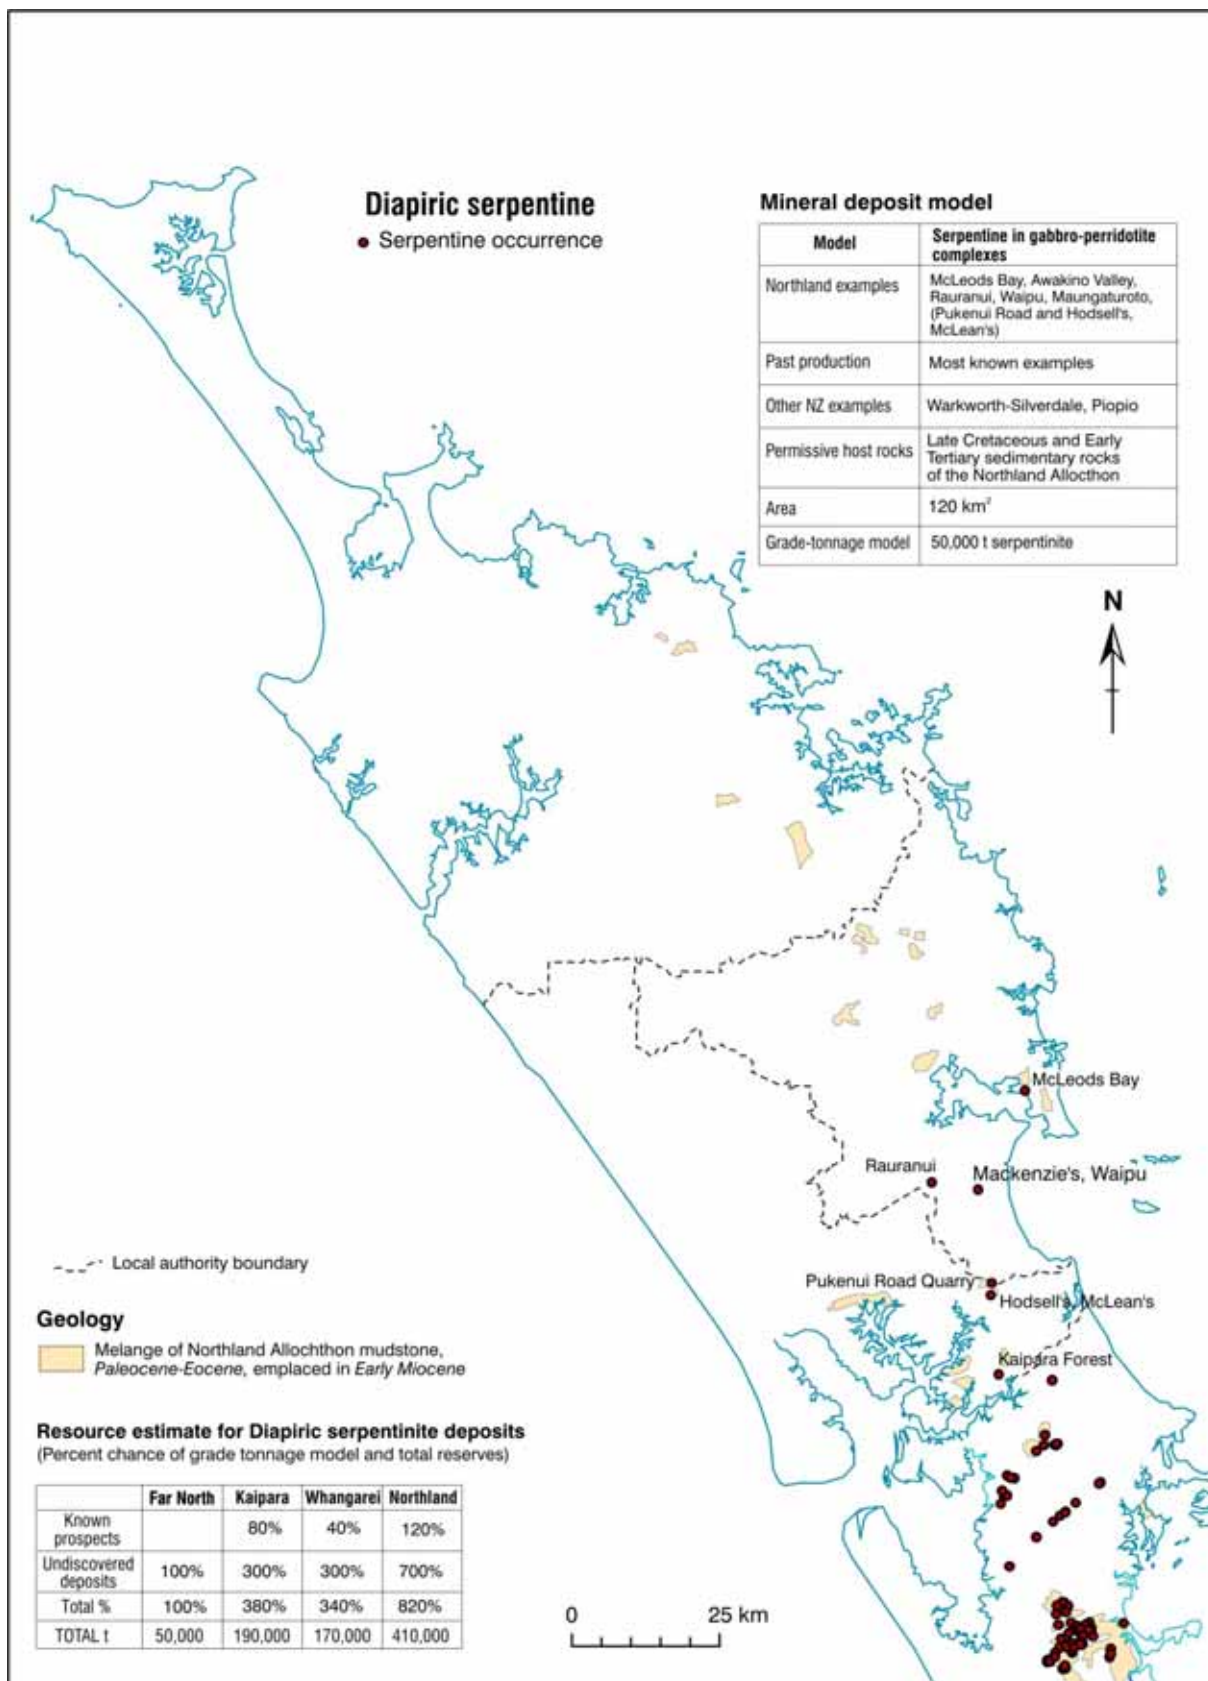 Diapiric serpentine
Serpentine occurrence
Mineral deposit model
Model
Serpentine in gabbro-perridotite
complexes
Northland examples
McLeods Bay, Awakino Valley,
Rauranui, Waipu, Maungaturoto,
(Pukenui Road and Hodsell's,
McLean's)
Past production
Most known examples
Other NZ examples
Warkworth-Silverdale, Piopio
Permissive host rocks
Late Cretaceous and Early
Tertiary sedimentary rocks
of the Northland Allocthon
Area
120 km²
Grade-tonnage model
50,000 t serpentinite
N
McLeods Bay
Rauranui
Mackenzie's, Waipu
Pukenui Road Quarry
Hodsell's, McLean's
Kaipara Forest
Local authority boundary
Geology
Melange of Northland Allochthon mudstone,
Paleocene-Eocene, emplaced in Early Miocene
Resource estimate for Diapiric serpentinite deposits
(Percent chance of grade tonnage model and total reserves)
Far North Kaipara Whangarei Northland
Known
prospects
80% 40% 120%
Undiscovered
deposits
100% 300% 300% 700%
Total % 100% 380% 340% 820%
TOTAL t 50,000 190,000 170,000 410,000
0 25 km